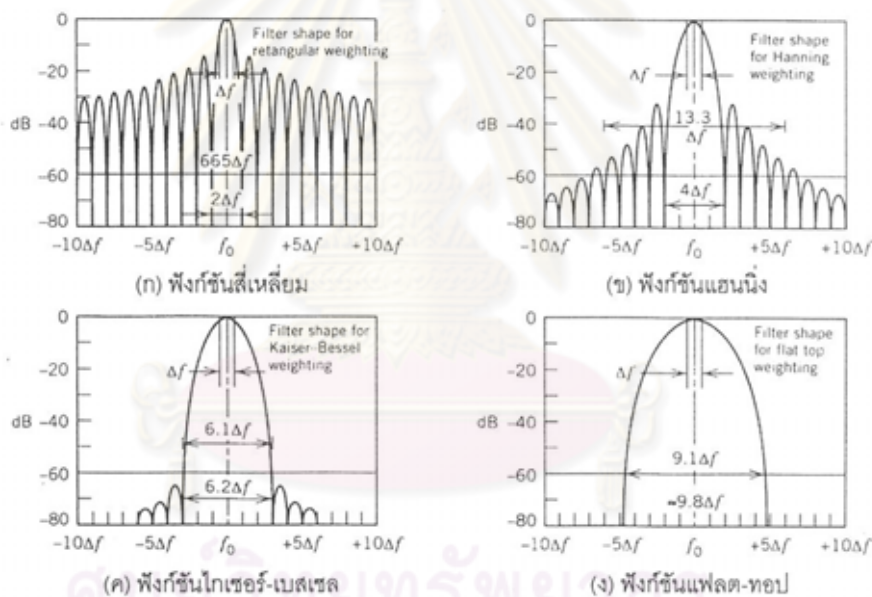 0
-20
-40
-60
-80
dB
Filter shape for
retangular weighting
Δf
665Δf
2Δf
-10Δf -5Δf f₀ +5Δf +10Δf
(ก) ฟังก์ชันสี่เหลี่ยม
0
-20
-40
-60
-80
dB
Filter shape
for Hanning
weighting
Δf
13.3
Δf
4Δf
-10Δf -5Δf f₀ +5Δf +10Δf
(ข) ฟังก์ชันแฮนนิ่ง
0
-20
-40
-60
-80
dB
Filter shape for
Kaiser-Bessel
weighting
Δf
6.1Δf
6.2Δf
-10Δf -5Δf f₀ +5Δf +10Δf
(ค) ฟังก์ชันไกเซอร์-เบสเซล
0
-20
-40
-60
-80
dB
Filter shape
for flat top
weighting
Δf
9.1Δf
≈9.8Δf
-10Δf -5Δf f₀ +5Δf +10Δf
(ง) ฟังก์ชันแฟลต-ทอป